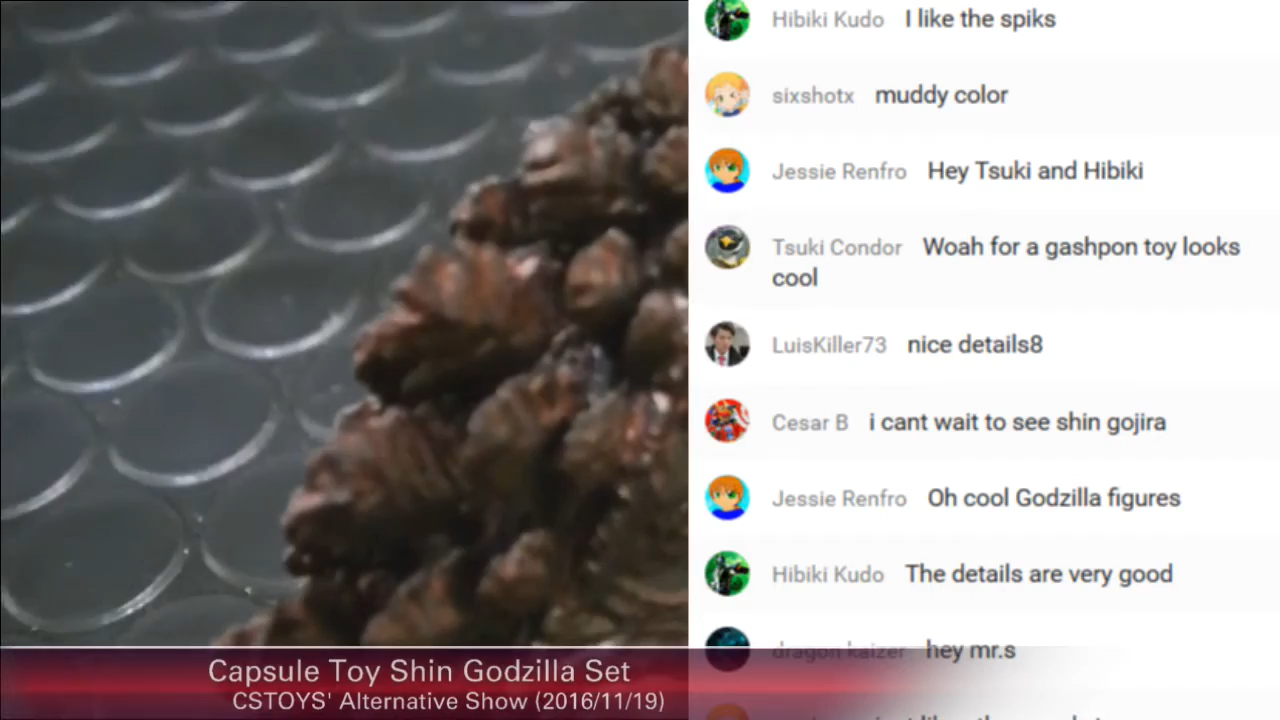 Hibiki Kudo I like the spiks
sixshotx muddy color
Jessie Renfro Hey Tsuki and Hibiki
Tsuki Condor Woah for a gashpon toy looks
cool
LuisKiller73 nice details8
Cesar B i cant wait to see shin gojira
Jessie Renfro Oh cool Godzilla figures
Hibiki Kudo The details are very good
dragon kaizer hey mr.s
Capsule Toy Shin Godzilla Set
CSTOYS' Alternative Show (2016/11/19)